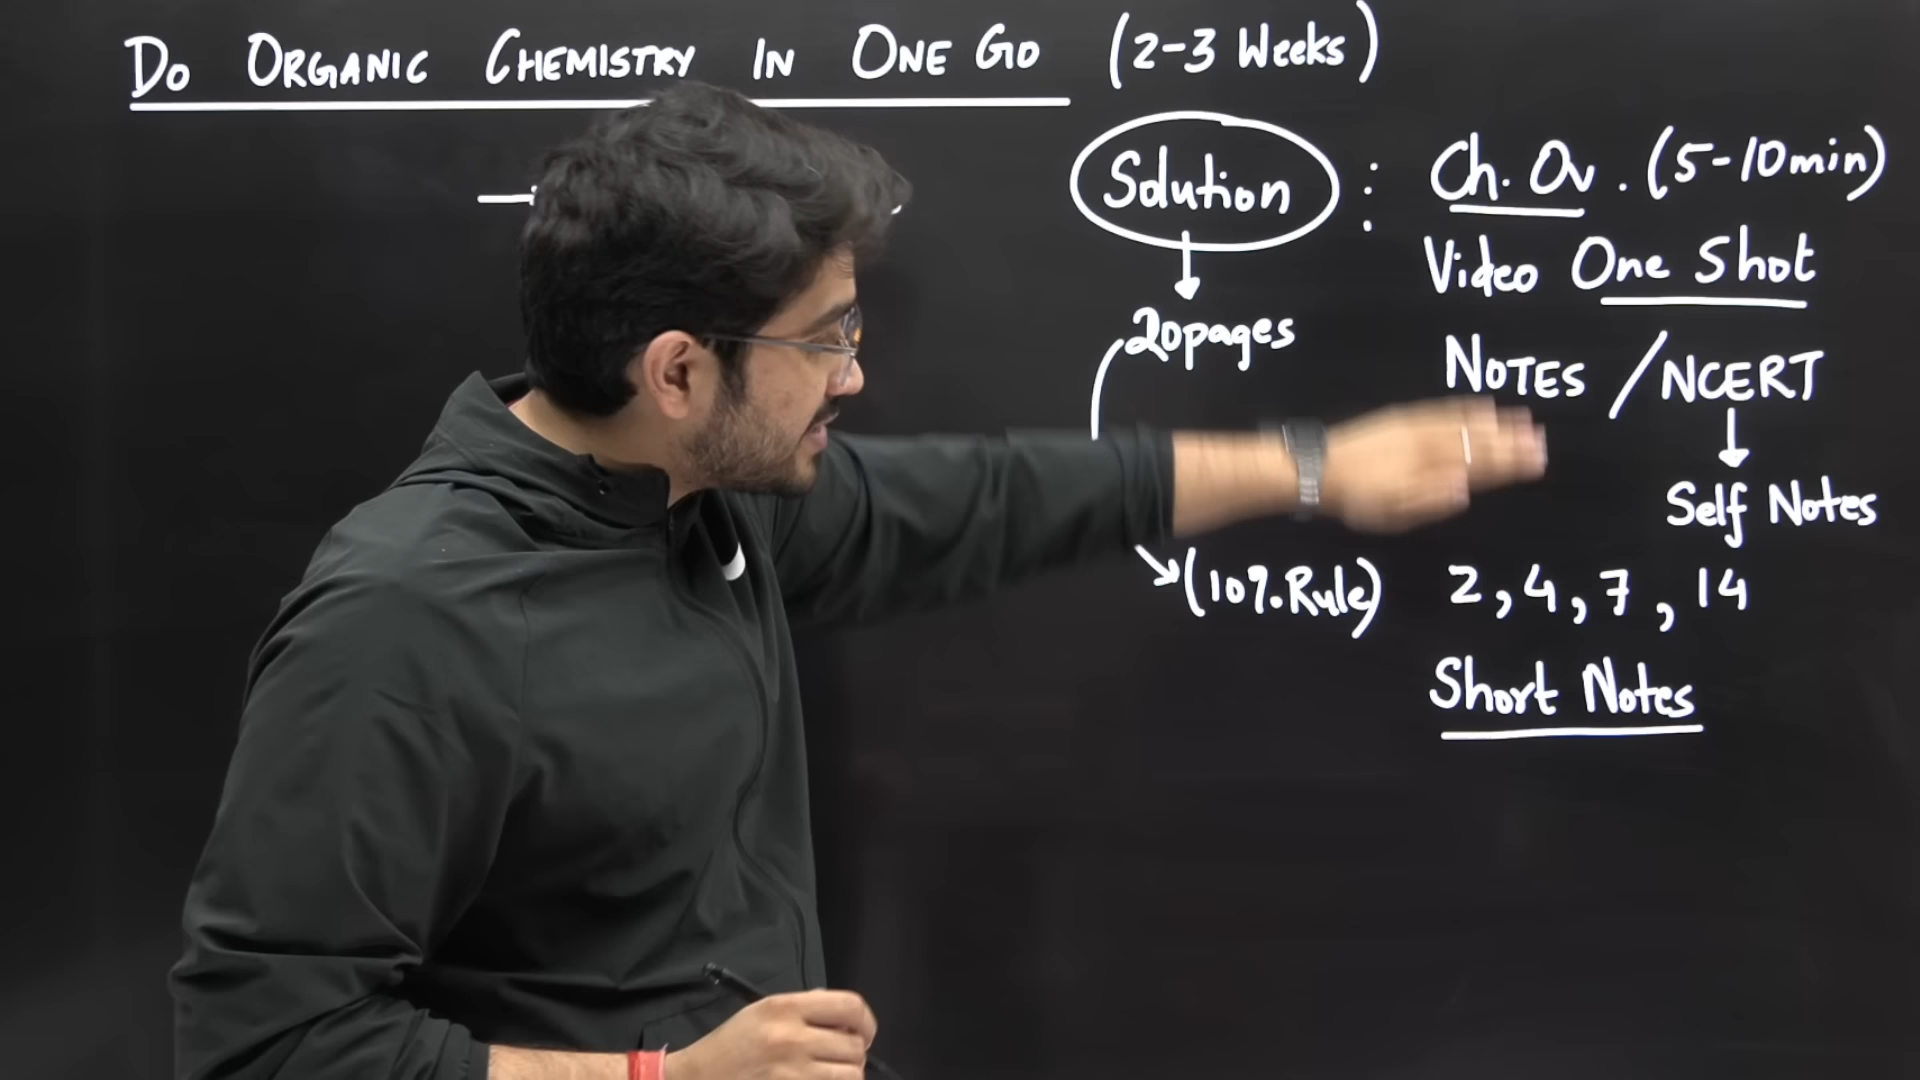 DO ORGANIC CHEMISTRY IN ONE GO (2-3 Weeks)
Solution : Ch. Ov. (5-10min)
Video One Shot
20pages
NOTES / NCERT
Self Notes
(10% Rule) 2, 4, 7, 14
Short Notes